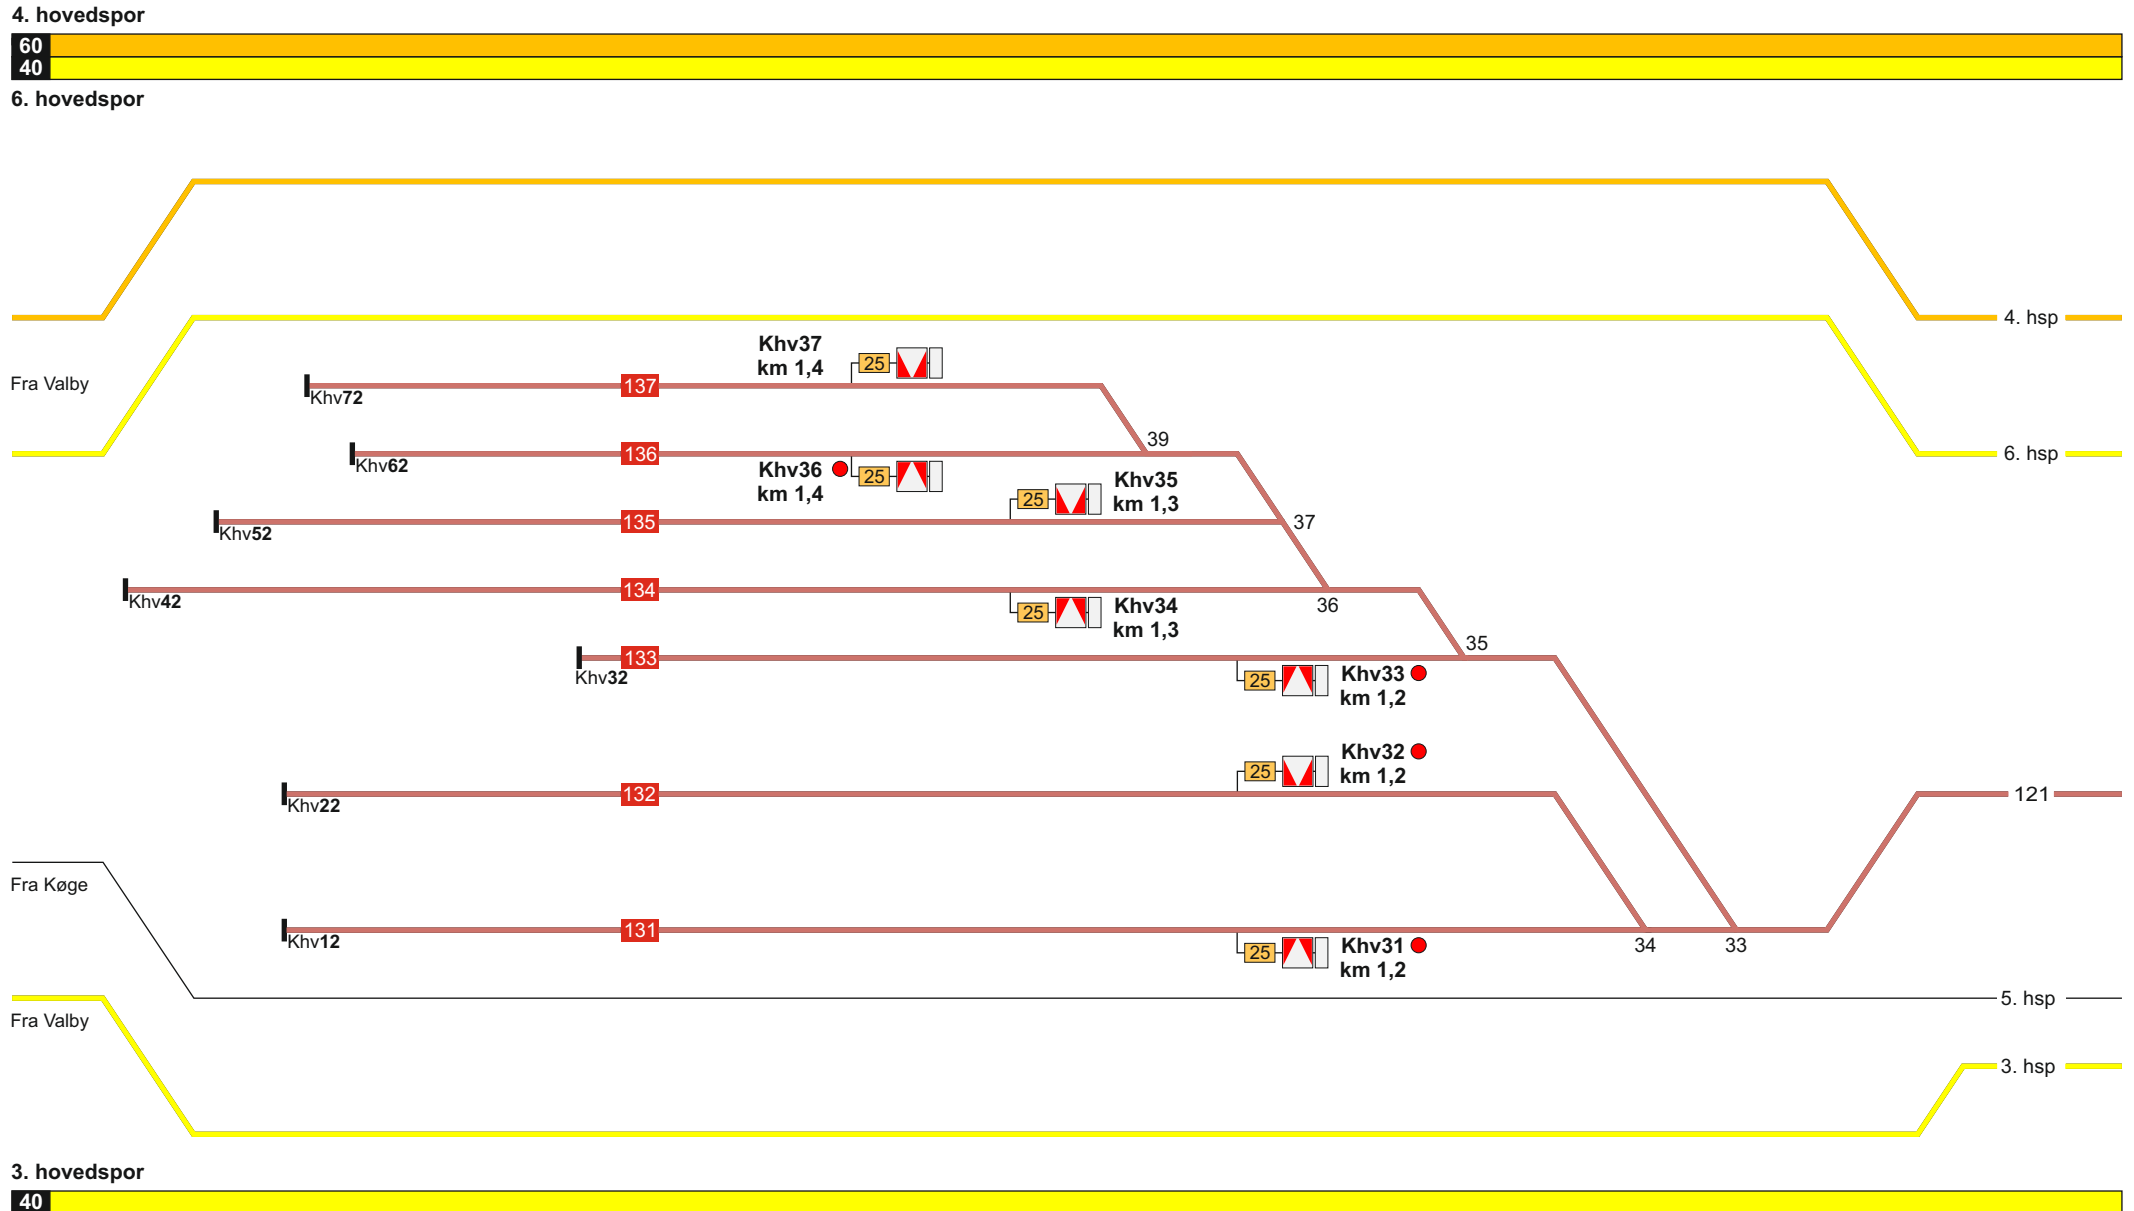 4. hovedspor
60
40
6. hovedspor
4. hsp
Khv37
km 1,4
25
Fra Valby
137
Khv72
39
136
6. hsp
Khv62
Khv36
km 1,4
25
Khv35
km 1,3
25
135
37
Khv52
134
Khv42
25
Khv34
km 1,3
36
35
133
Khv32
25
Khv33
km 1,2
Khv32
km 1,2
25
132
121
Khv22
Fra Køge
131
Khv12
25
Khv31
km 1,2
34
33
5. hsp
Fra Valby
3. hsp
3. hovedspor
40